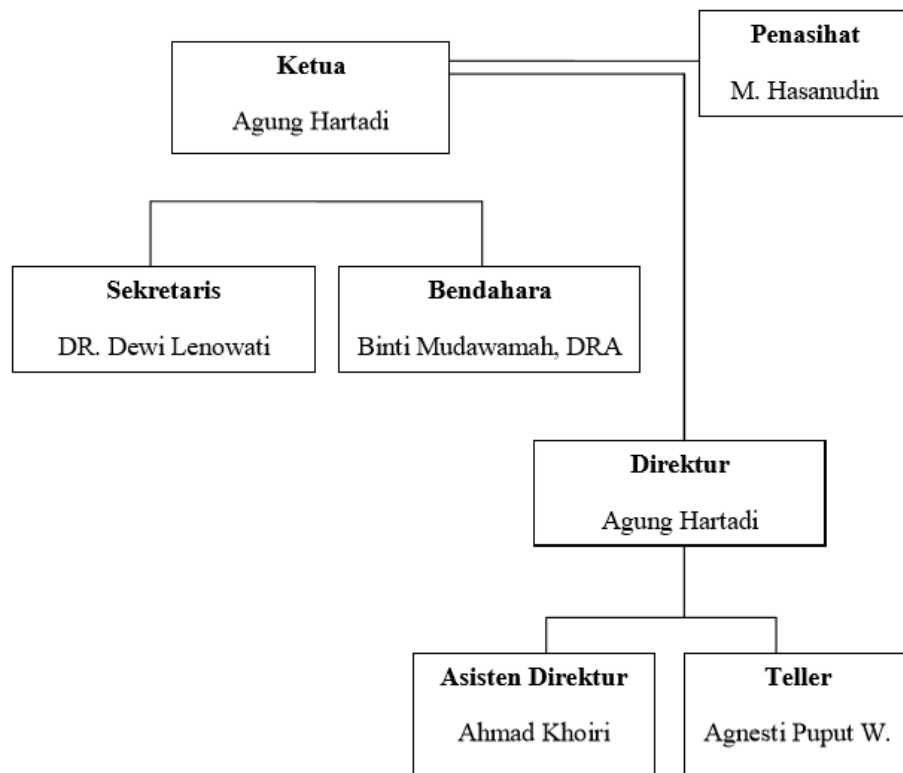 Penasihat
M. Hasanudin
Ketua
Agung Hartadi
Sekretaris
DR. Dewi Lenowati
Bendahara
Binti Mudawamah, DRA
Direktur
Agung Hartadi
Asisten Direktur
Ahmad Khoiri
Teller
Agnesti Puput W.